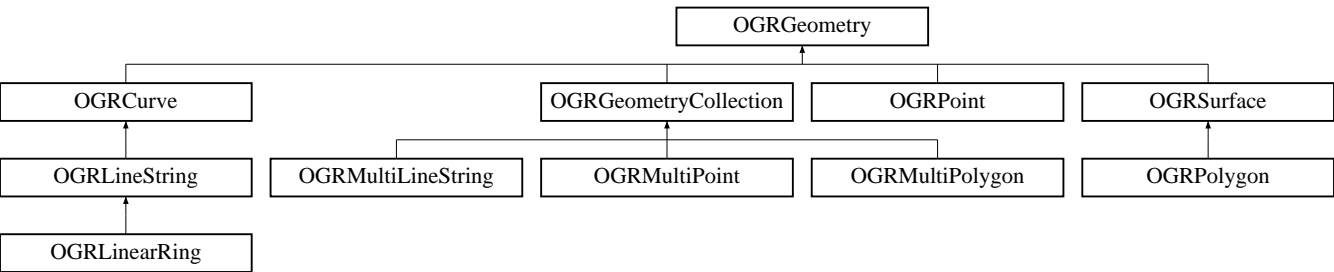 OGRGeometry
OGRCurve
OGRGeometryCollection
OGRPoint
OGRSurface
OGRLineString
OGRMultiLineString
OGRMultiPoint
OGRMultiPolygon
OGRPolygon
OGRLinearRing